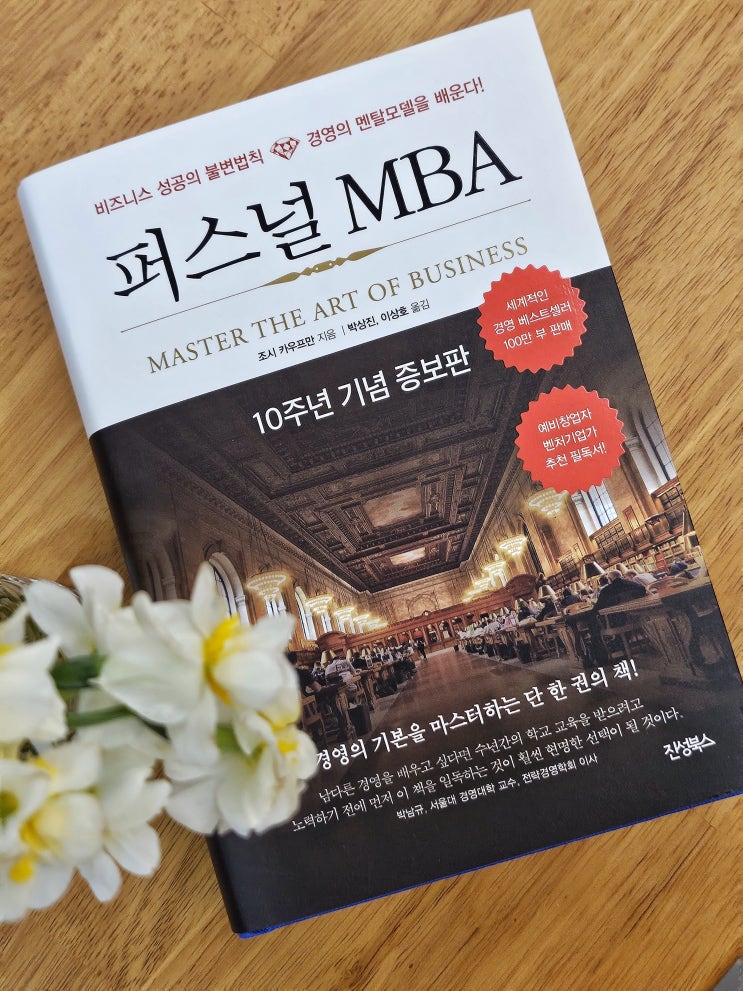 비즈니스 성공의 불변법칙 경영의 멘탈모델을 배운다!
퍼스널 MBA
MASTER THE ART OF BUSINESS
조시 카우프만 지음 | 박상진, 이상호 옮김
세계적인
경영 베스트셀러
100만 부 판매
10주년 기념 증보판
예비창업자
벤처기업가
추천 필독서!
경영의 기본을 마스터하는 단 한 권의 책!
남다른 경영을 배우고 싶다면 수년간의 학교 교육을 받으려고
노력하기 전에 먼저 이 책을 일독하는 것이 훨씬 현명한 선택이 될 것이다.
박남규, 서울대 경영대학 교수, 전략경영학회 이사
진성북스